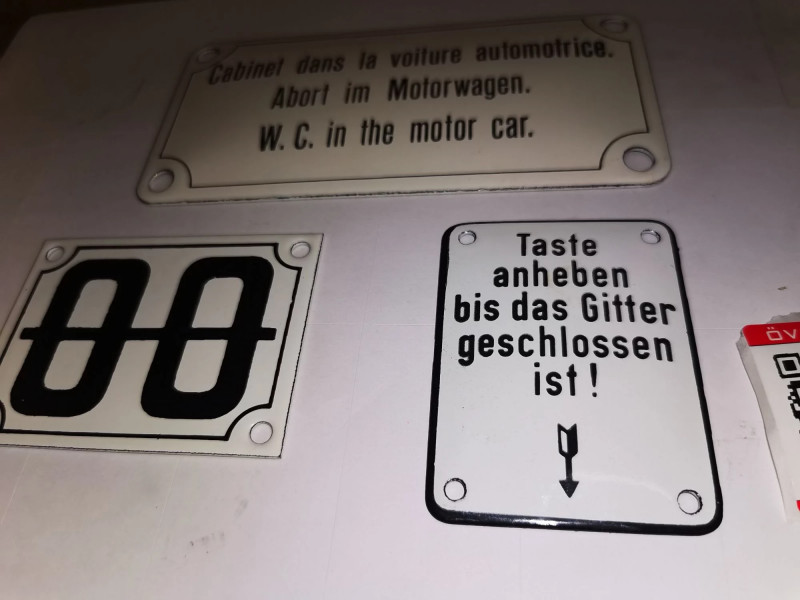 Cabinet dans la voiture automotrice.
Abort im Motorwagen.
W. C. in the motor car.
00
Taste
anheben
bis das Gitter
geschlossen
ist!
ÖV